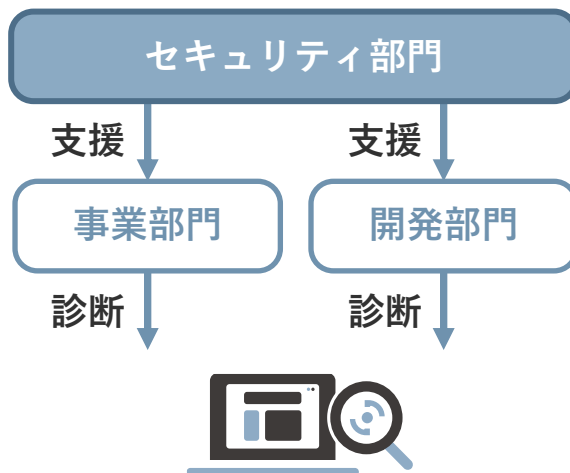 セキュリティ部門
支援 支援
事業部門 開発部門
診断 診断